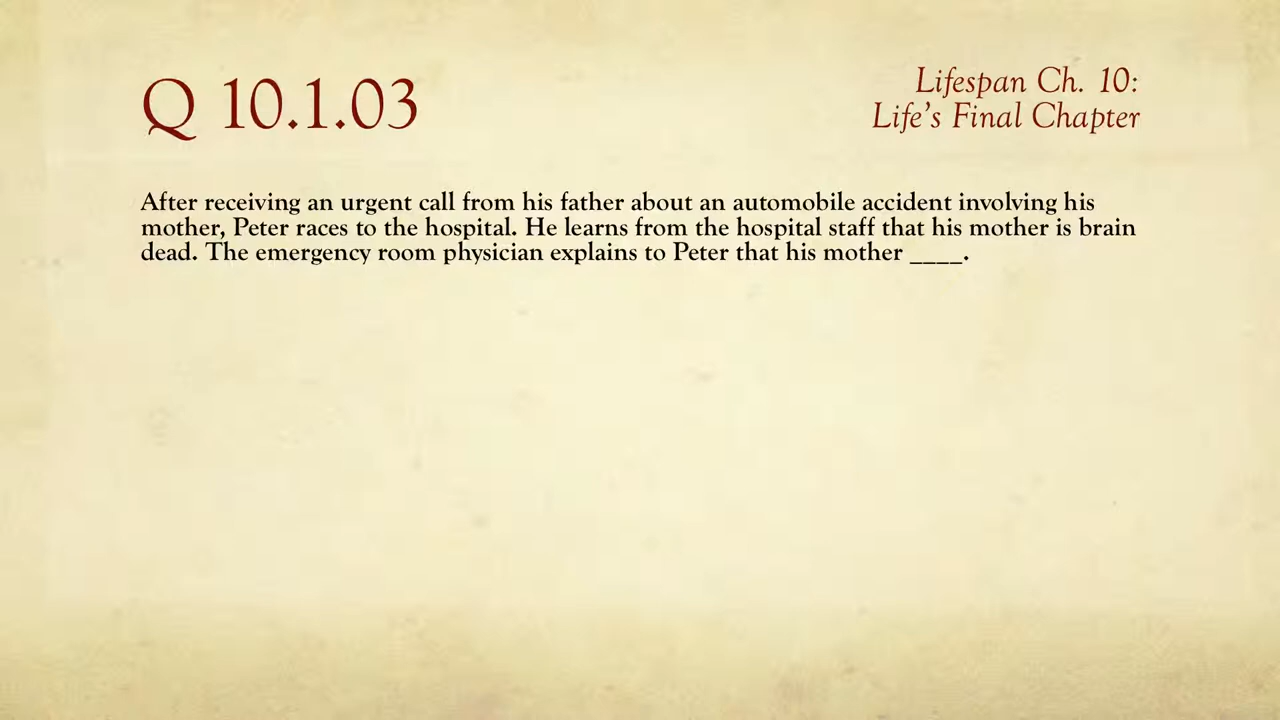 Q 10.1.03
Lifespan Ch. 10:
Life's Final Chapter
After receiving an urgent call from his father about an automobile accident involving his
mother, Peter races to the hospital. He learns from the hospital staff that his mother is brain
dead. The emergency room physician explains to Peter that his mother ____.